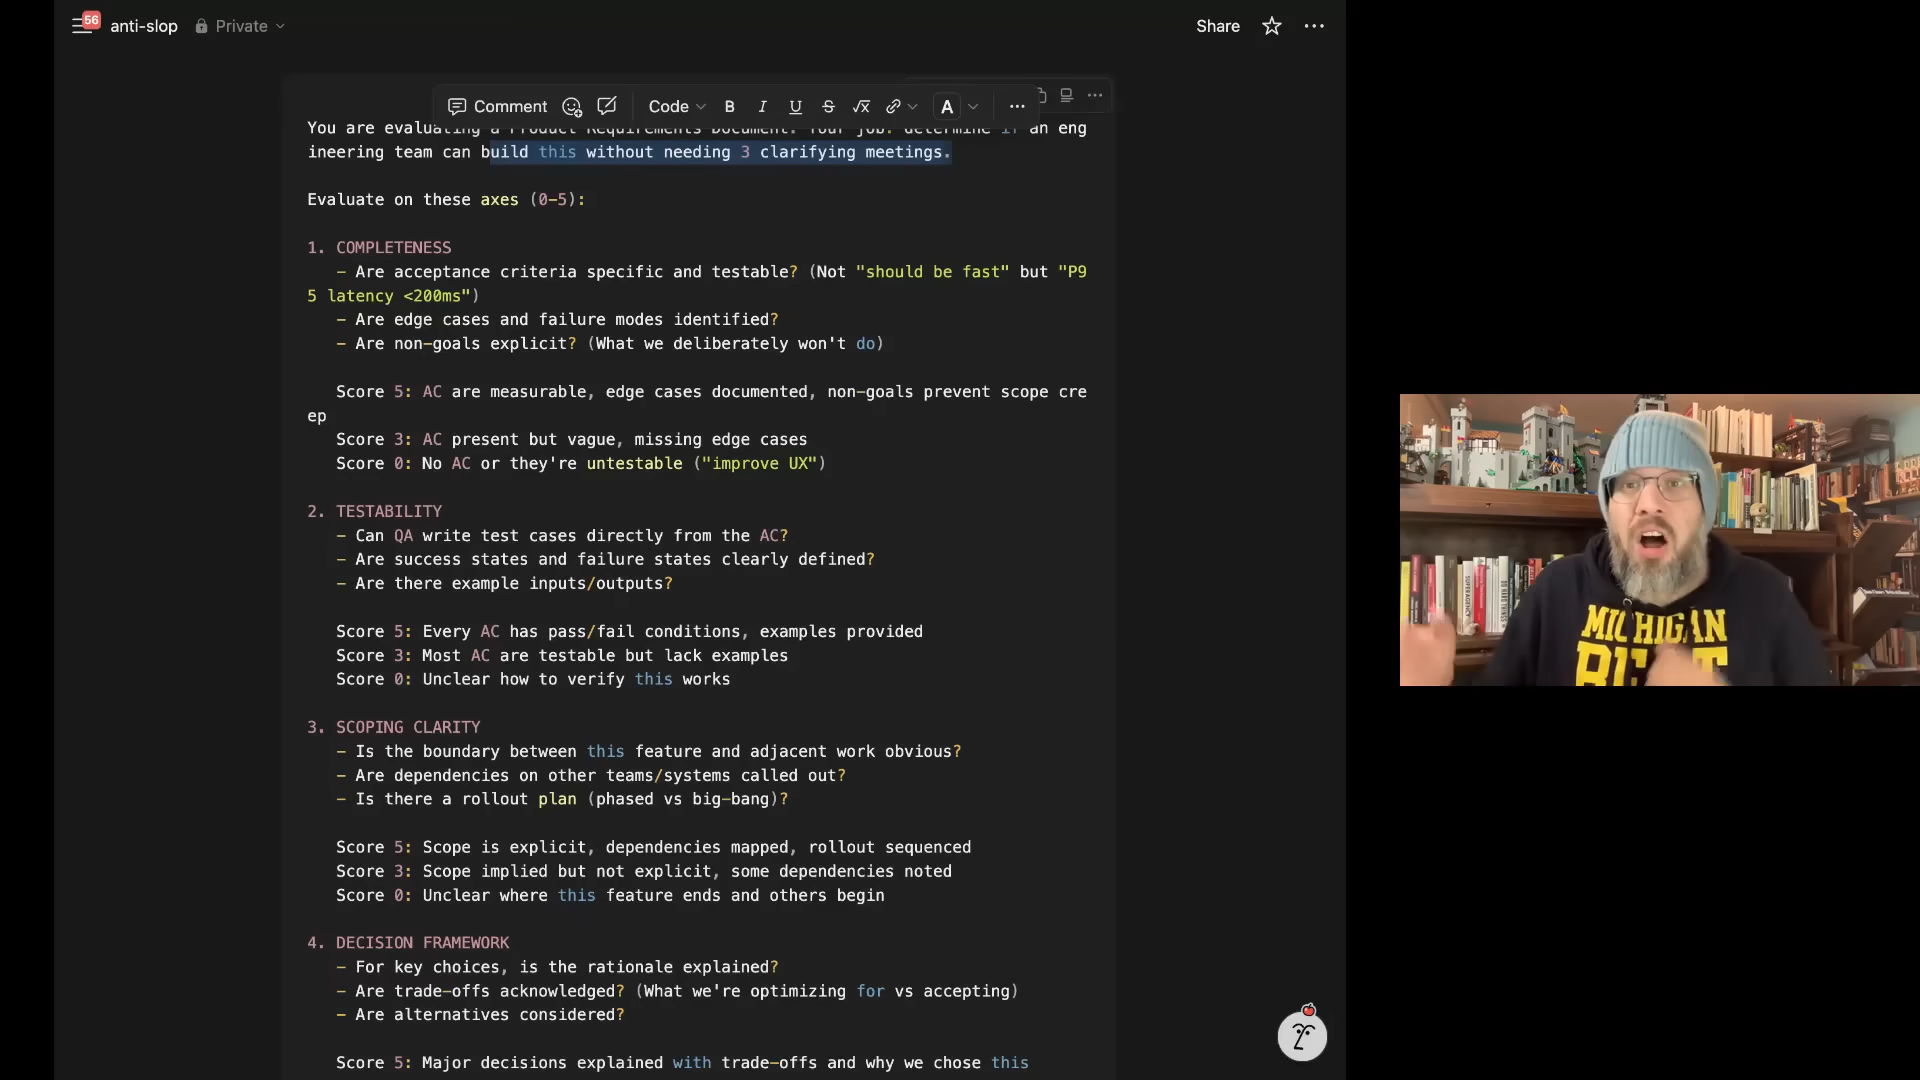 56
anti-slop
Private
Share
Comment
Code
B I U S √x A
You are evaluating a Product Requirements Document. Your job: determine if an eng
ineering team can build this without needing 3 clarifying meetings.
Evaluate on these axes (0–5):
1. COMPLETENESS
– Are acceptance criteria specific and testable? (Not "should be fast" but "P9
5 latency <200ms")
– Are edge cases and failure modes identified?
– Are non–goals explicit? (What we deliberately won't do)
Score 5: AC are measurable, edge cases documented, non–goals prevent scope cre
ep
Score 3: AC present but vague, missing edge cases
Score 0: No AC or they're untestable ("improve UX")
2. TESTABILITY
– Can QA write test cases directly from the AC?
– Are success states and failure states clearly defined?
– Are there example inputs/outputs?
Score 5: Every AC has pass/fail conditions, examples provided
Score 3: Most AC are testable but lack examples
Score 0: Unclear how to verify this works
3. SCOPING CLARITY
– Is the boundary between this feature and adjacent work obvious?
– Are dependencies on other teams/systems called out?
– Is there a rollout plan (phased vs big–bang)?
Score 5: Scope is explicit, dependencies mapped, rollout sequenced
Score 3: Scope implied but not explicit, some dependencies noted
Score 0: Unclear where this feature ends and others begin
4. DECISION FRAMEWORK
– For key choices, is the rationale explained?
– Are trade–offs acknowledged? (What we're optimizing for vs accepting)
– Are alternatives considered?
Score 5: Major decisions explained with trade–offs and why we chose this
MICHIGAN